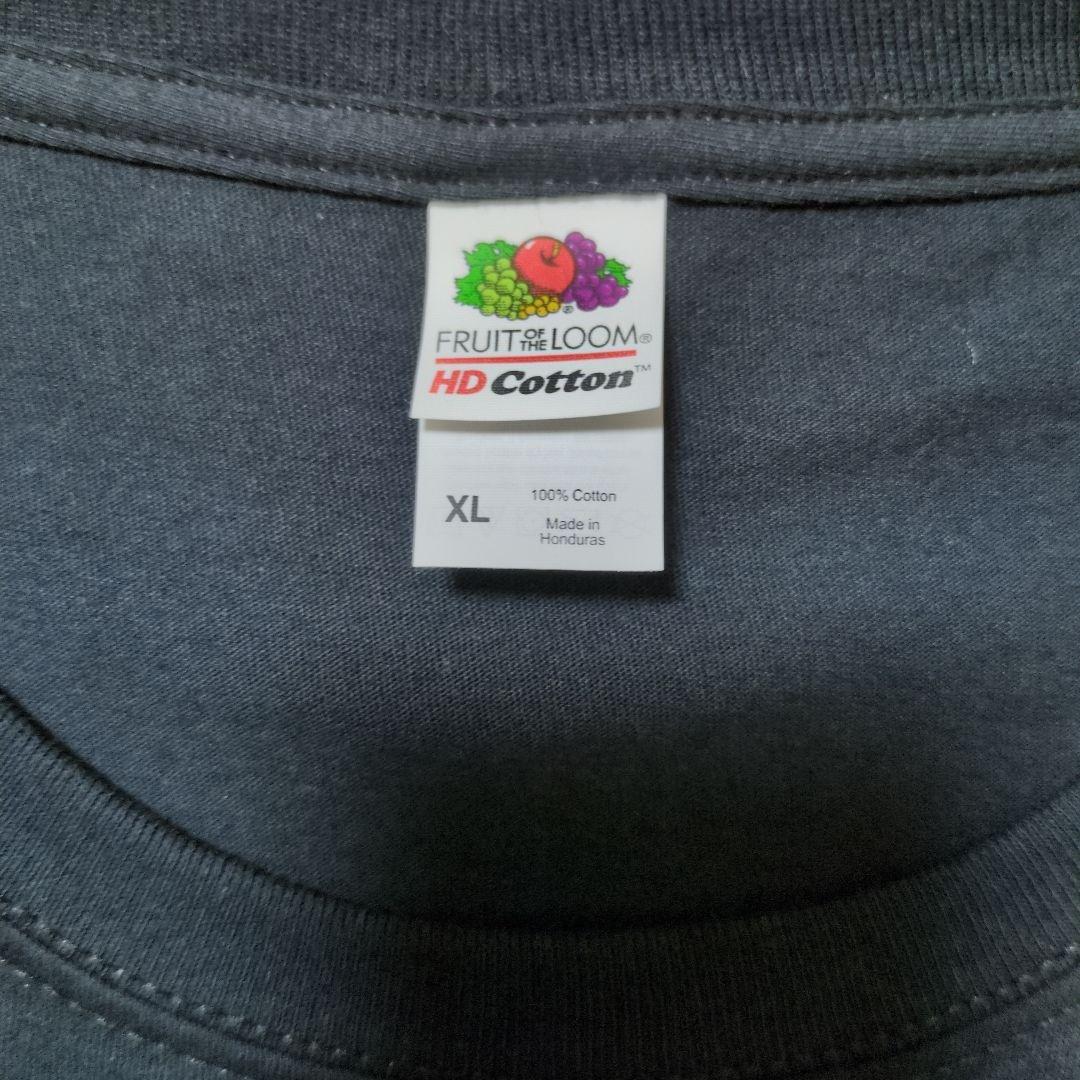 ®
FRUIT OF THE LOOM®
HD Cotton™
XL
100% Cotton
Made in
Honduras